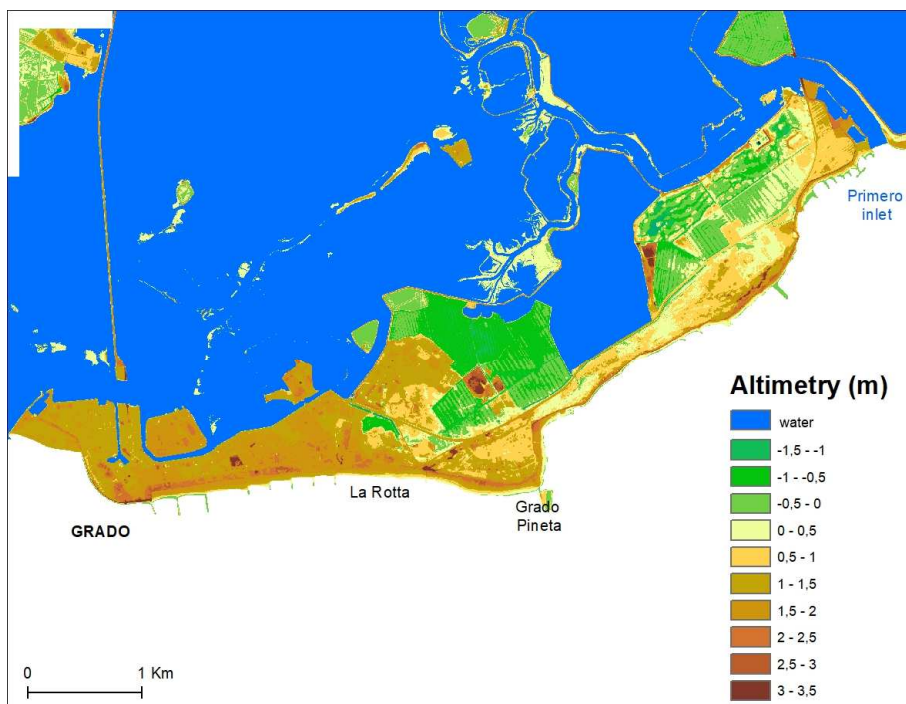 Primero
inlet
Altimetry (m)
water
-1,5 - -1
-1 - -0,5
-0,5 - 0
0 - 0,5
0,5 - 1
1 - 1,5
1,5 - 2
2 - 2,5
2,5 - 3
3 - 3,5
La Rotta
Grado
Pineta
GRADO
0 1 Km